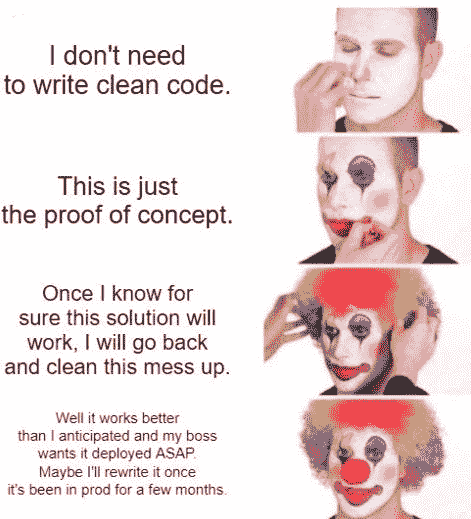 I don't need
to write clean code.
This is just
the proof of concept.
Once I know for
sure this solution will
work, I will go back
and clean this mess up.
Well it works better
than I anticipated and my boss
wants it deployed ASAP.
Maybe I'll rewrite it once
it's been in prod for a few months.